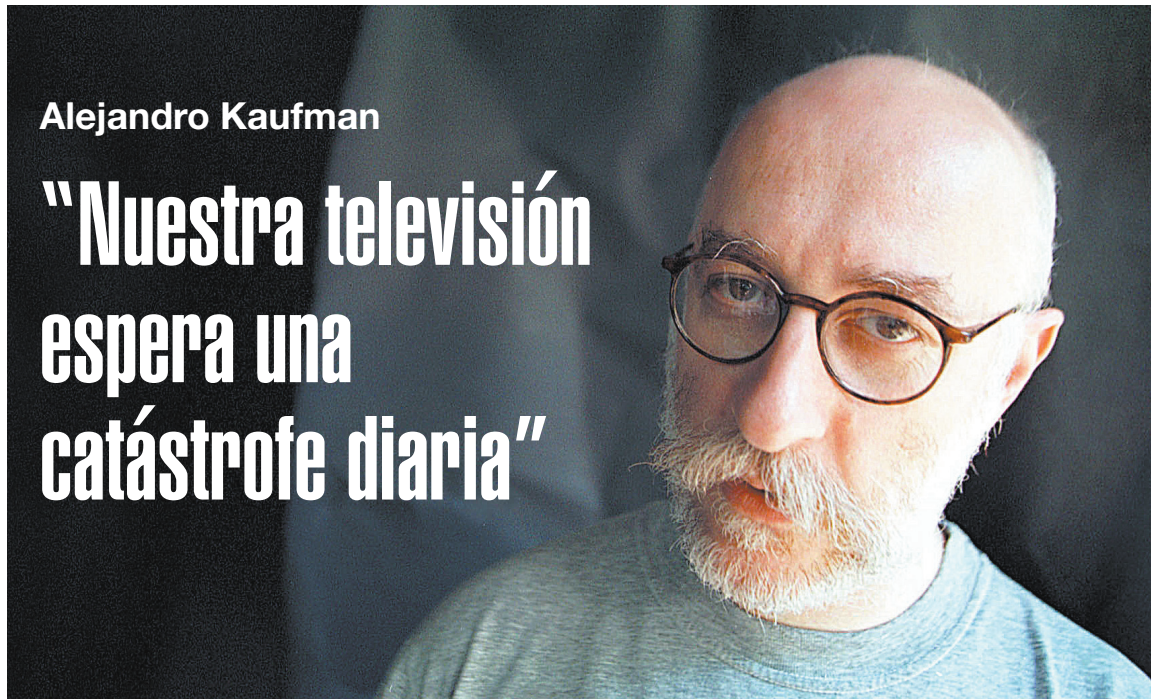 Alejandro Kaufman
“Nuestra televisión
espera una
catástrofe diaria”